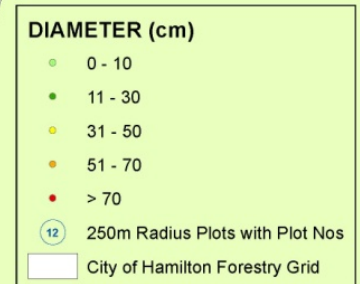 DIAMETER (cm)
0 - 10
11 - 30
31 - 50
51 - 70
> 70
12 250m Radius Plots with Plot Nos
City of Hamilton Forestry Grid